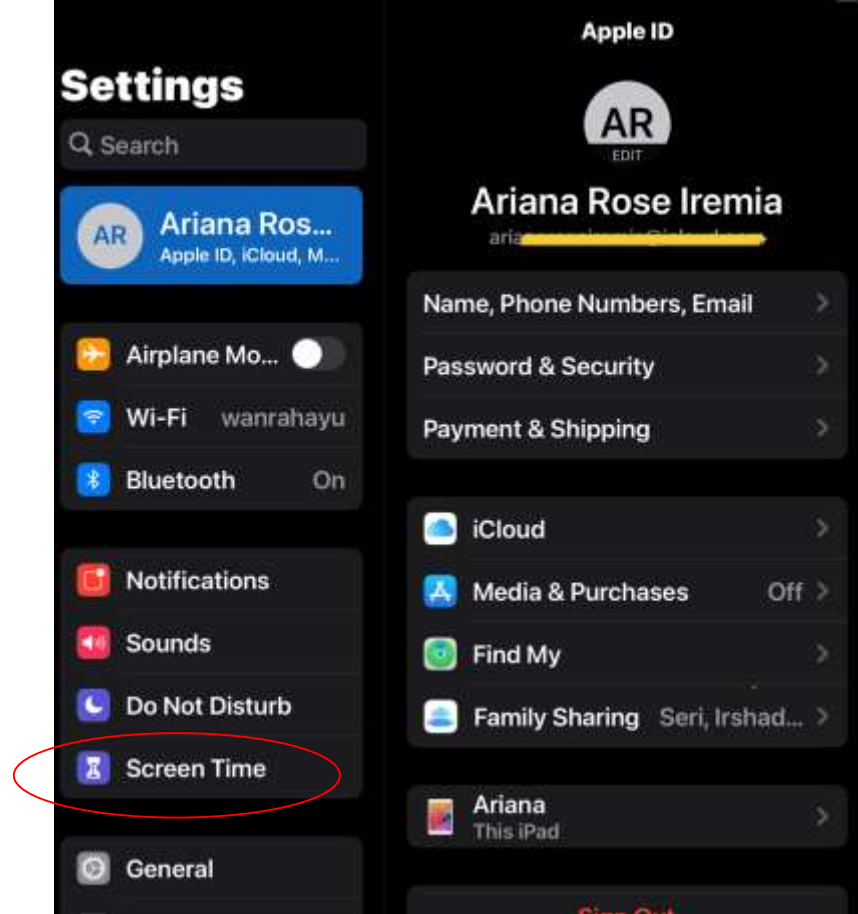 Settings
Search
AR
Ariana Ros...
Apple ID, iCloud, M...
Airplane Mo...
Wi-Fi wanrahayu
Bluetooth On
Notifications
Sounds
Do Not Disturb
Screen Time
General
Apple ID
AR
EDIT
Ariana Rose Iremia
Name, Phone Numbers, Email
Password & Security
Payment & Shipping
iCloud
Media & Purchases Off
Find My
Family Sharing Seri, Irshad...
Ariana
This iPad
Sign Out